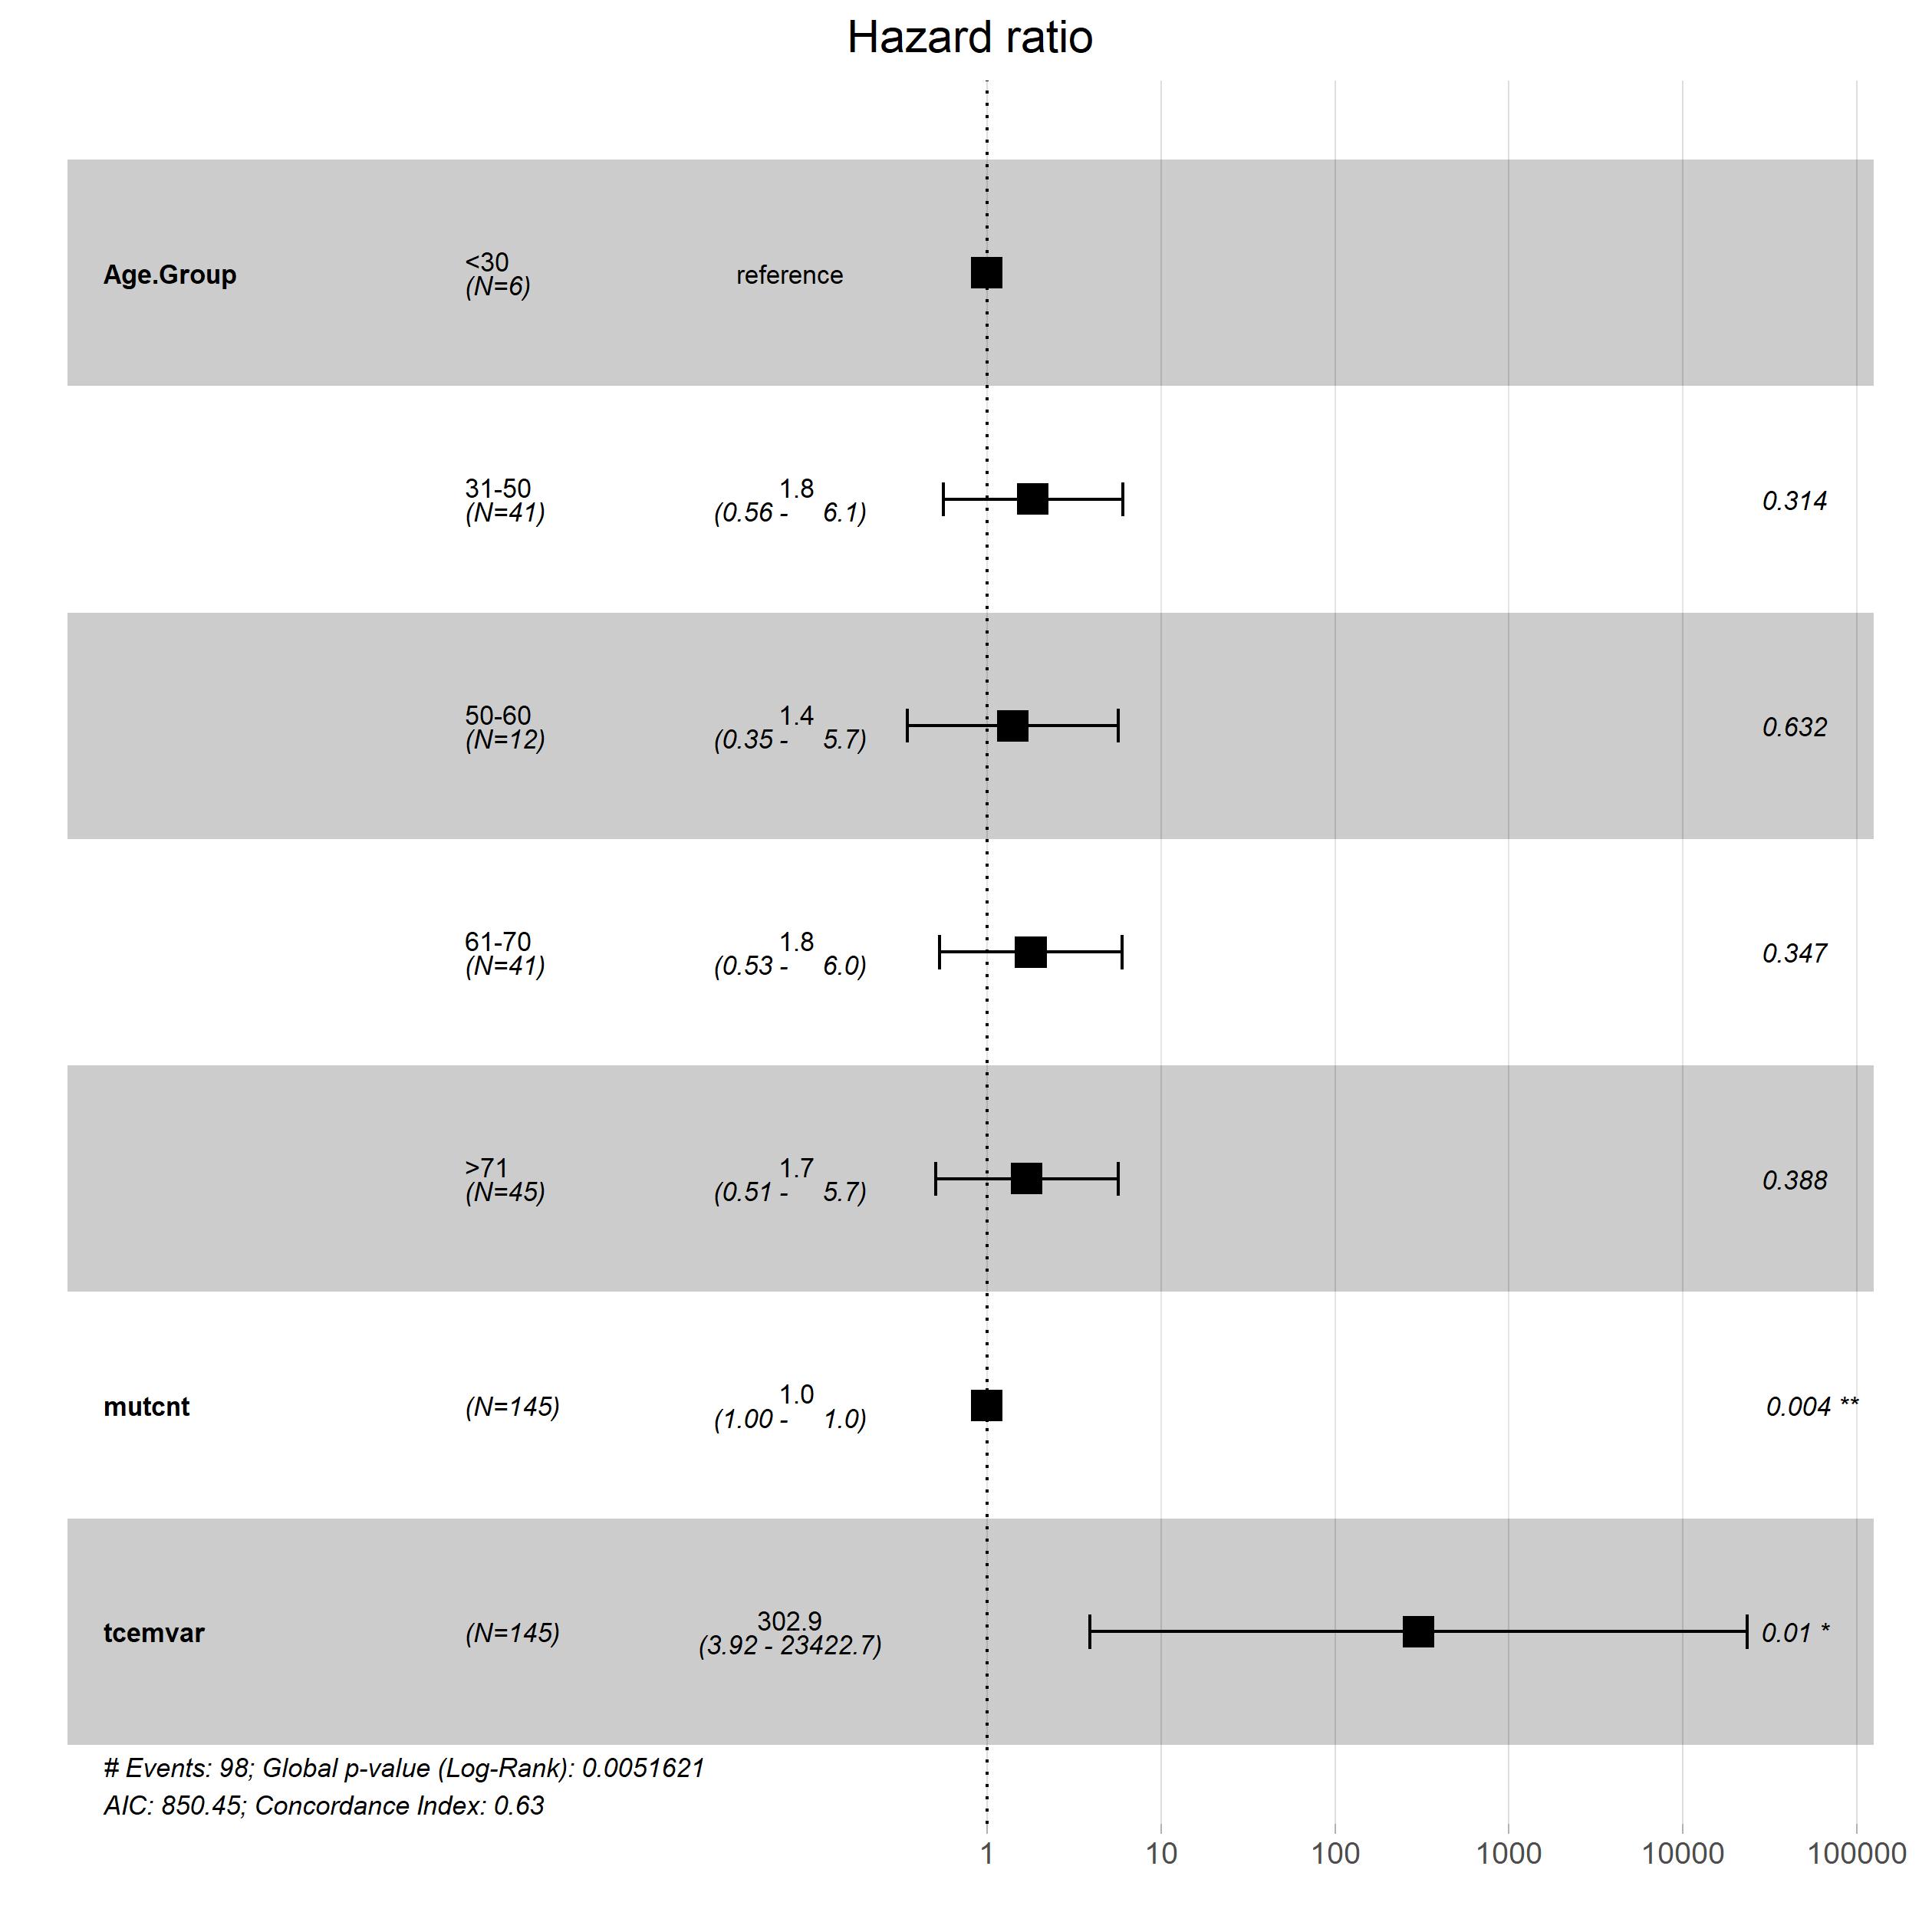 Hazard ratio
Age.Group <30 reference
(N=6)
31-50 1.8 0.314
(N=41) (0.56 - 6.1)
50-60 1.4 0.632
(N=12) (0.35 - 5.7)
61-70 1.8 0.347
(N=41) (0.53 - 6.0)
>71 1.7 0.388
(N=45) (0.51 - 5.7)
mutcnt (N=145) 1.0 0.004 **
(1.00 - 1.0)
tcemvar (N=145) 302.9 0.01 *
(3.92 - 23422.7)
# Events: 98; Global p-value (Log-Rank): 0.0051621
AIC: 850.45; Concordance Index: 0.63
1 10 100 1000 10000 100000